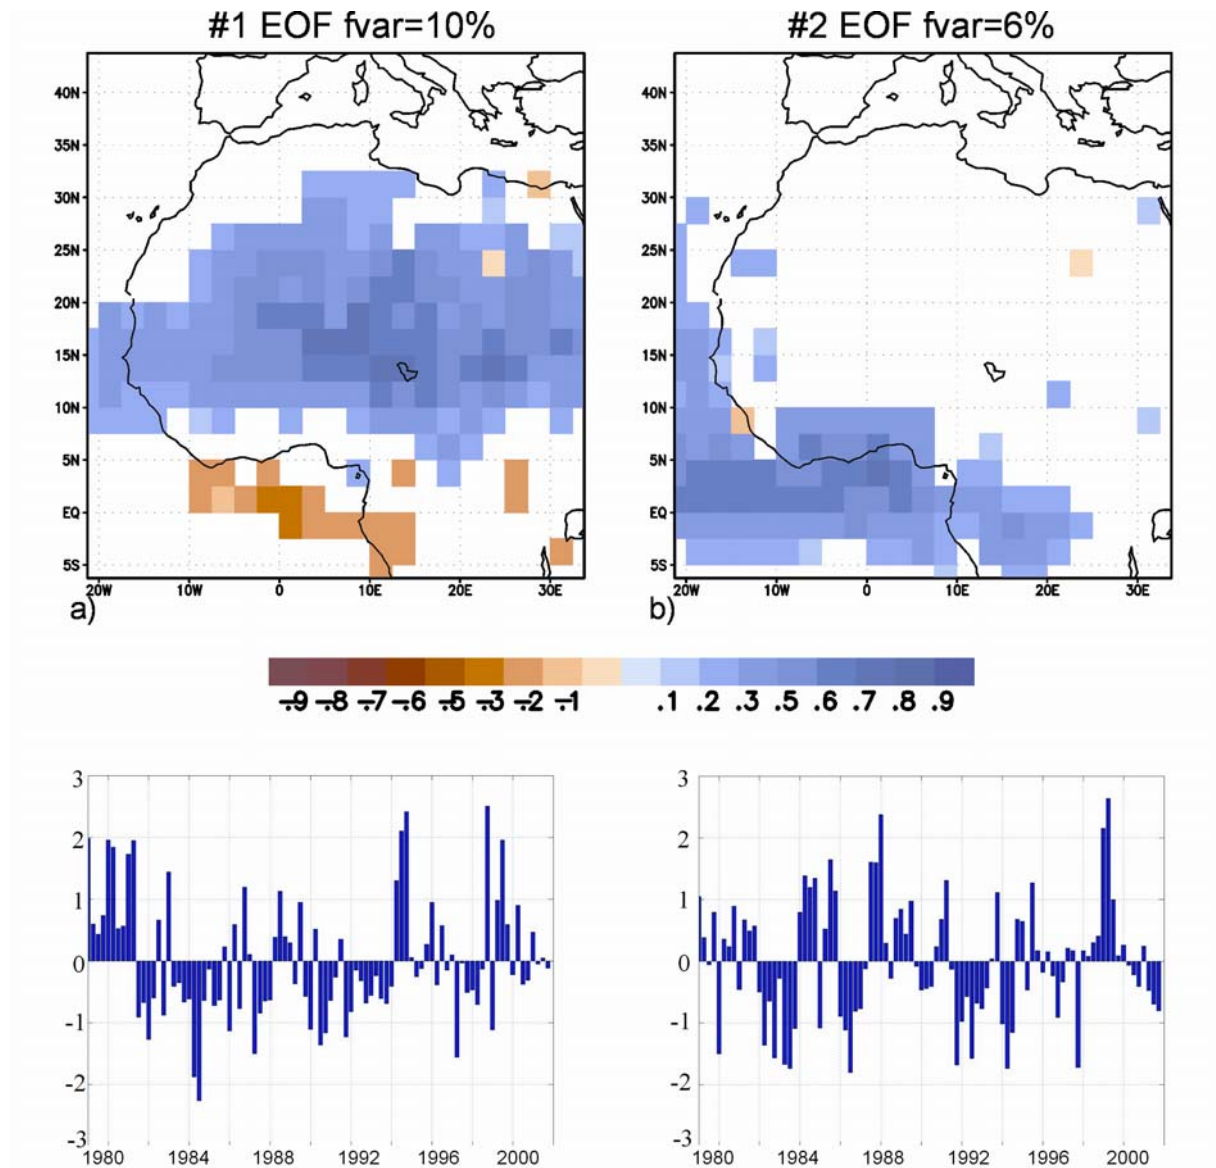 #1 EOF fvar=10%
#2 EOF fvar=6%
40N
35N
30N
25N
20N
15N
10N
5N
EQ
5S
20W 10W 0 10E 20E 30E
a)
40N
35N
30N
25N
20N
15N
10N
5N
EQ
5S
20W 10W 0 10E 20E 30E
b)
-.9 -.8 -.7 -.6 -.5 -.3 -.2 -.1 .1 .2 .3 .5 .6 .7 .8 .9
3
2
1
0
-1
-2
-3
1980 1984 1988 1992 1996 2000
3
2
1
0
-1
-2
-3
1980 1984 1988 1992 1996 2000